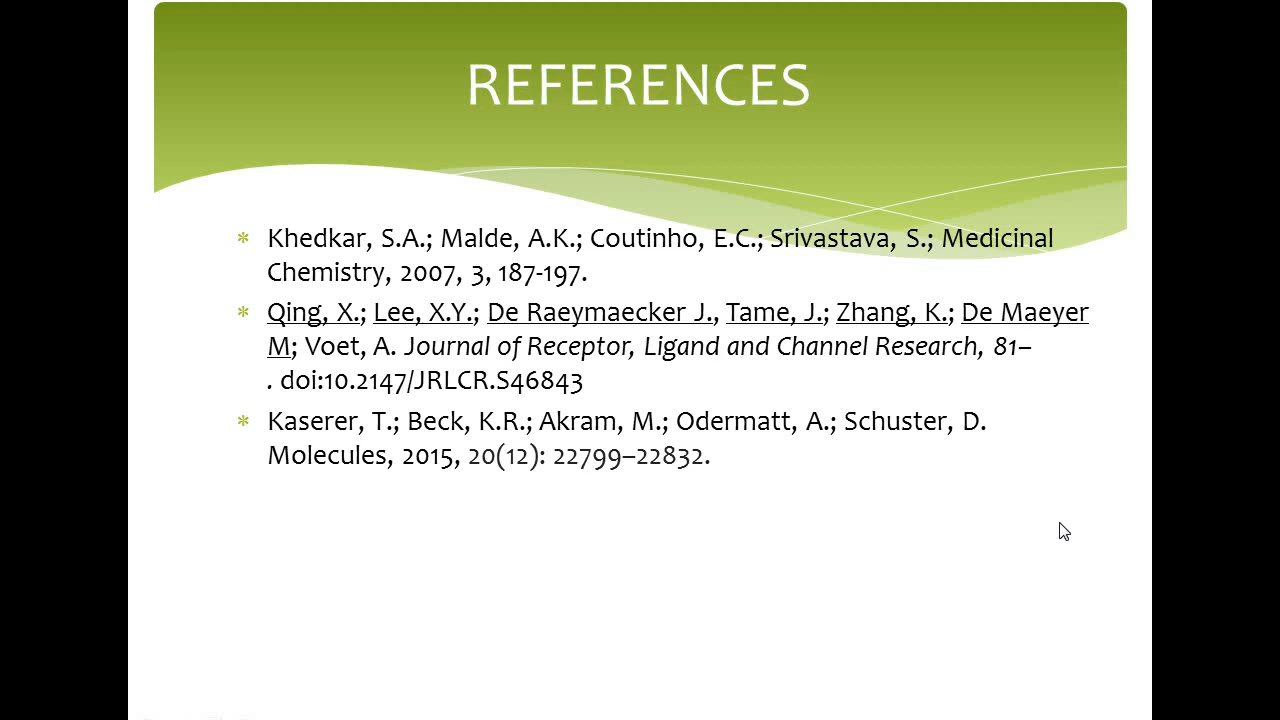 REFERENCES
* Khedkar, S.A.; Malde, A.K.; Coutinho, E.C.; Srivastava, S.; Medicinal
Chemistry, 2007, 3, 187-197.
* Qing, X.; Lee, X.Y.; De Raeymaecker J., Tame, J.; Zhang, K.; De Maeyer
M; Voet, A. Journal of Receptor, Ligand and Channel Research, 81–
. doi:10.2147/JRLCR.S46843
* Kaserer, T.; Beck, K.R.; Akram, M.; Odermatt, A.; Schuster, D.
Molecules, 2015, 20(12): 22799–22832.